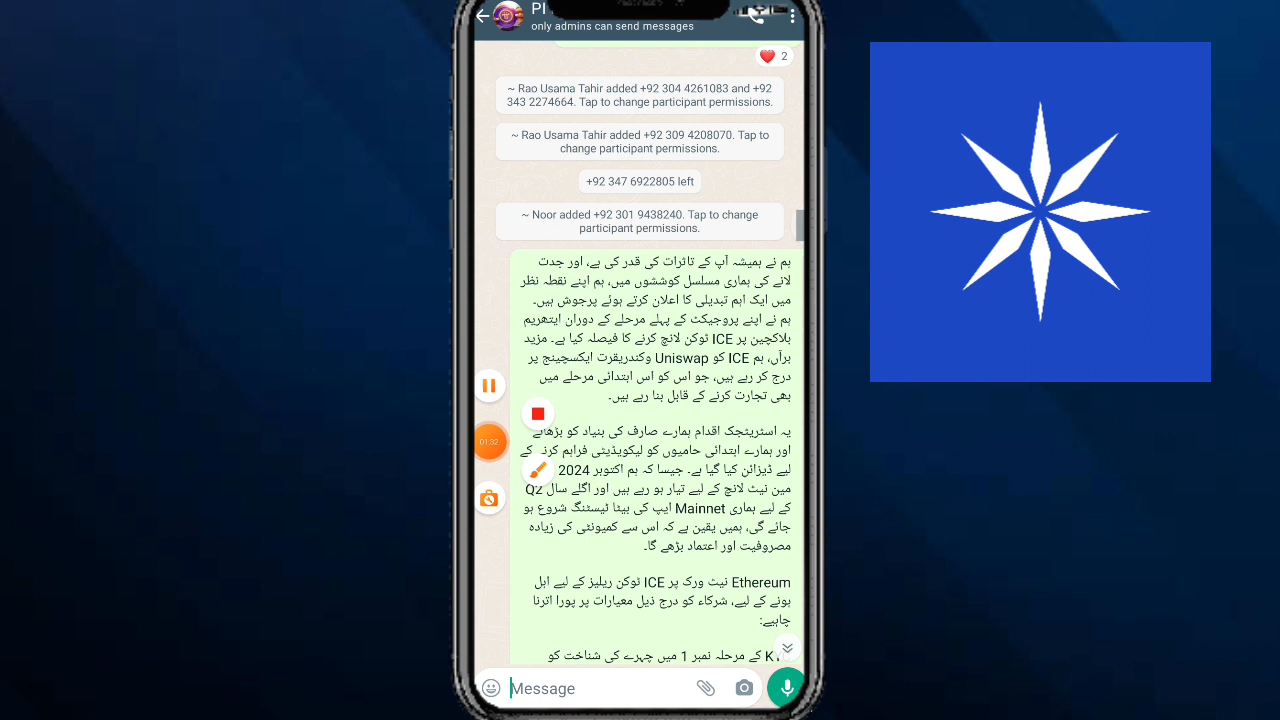 PI
only admins can send messages
2
~ Rao Usama Tahir added +92 304 4261083 and +92
343 2274664. Tap to change participant permissions.
~ Rao Usama Tahir added +92 309 4208070. Tap to
change participant permissions.
+92 347 6922805 left
~ Noor added +92 301 9438240. Tap to change
participant permissions.
ہم نے ہمیشہ آپ کے تاثرات کی قدر کی ہے، اور جدت
لانے کی ہماری مسلسل کوششوں میں، ہم اپنے نقطہ نظر
میں ایک اہم تبدیلی کا اعلان کرتے ہوئے پرجوش ہیں۔
ہم نے اپنے پروجیکٹ کے پہلے مرحلے کے دوران ایتھریم
بلاکچین پر ICE ٹوکن لانچ کرنے کا فیصلہ کیا ہے۔ مزید
برآں، ہم ICE کو Uniswap وکندریقرت ایکسچینج پر
درج کر رہے ہیں، جو اس کو اس ابتدائی مرحلے میں
بھی تجارت کرنے کے قابل بنا رہے ہیں۔
یہ اسٹریٹجک اقدام ہمارے صارف کی بنیاد کو بڑھانے
اور ہمارے ابتدائی حامیوں کو لیکویڈیٹی فراہم کرنے کے
لیے ڈیزائن کیا گیا ہے۔ جیسا کہ ہم اکتوبر 2024
مین نیٹ لانچ کے لیے تیار ہو رہے ہیں اور اگلے سال Q2
کے لیے ہماری Mainnet ایپ کی بیٹا ٹیسٹنگ شروع ہو
جائے گی، ہمیں یقین ہے کہ اس سے کمیونٹی کی زیادہ
مصروفیت اور اعتماد بڑھے گا۔
Ethereum نیٹ ورک پر ICE ٹوکن ریلیز کے لیے اہل
ہونے کے لیے، شرکاء کو درج ذیل معیارات پر پورا اترنا
چاہیے:
کے مرحلہ نمبر 1 میں چہرے کی شناخت کو
01:32
Message